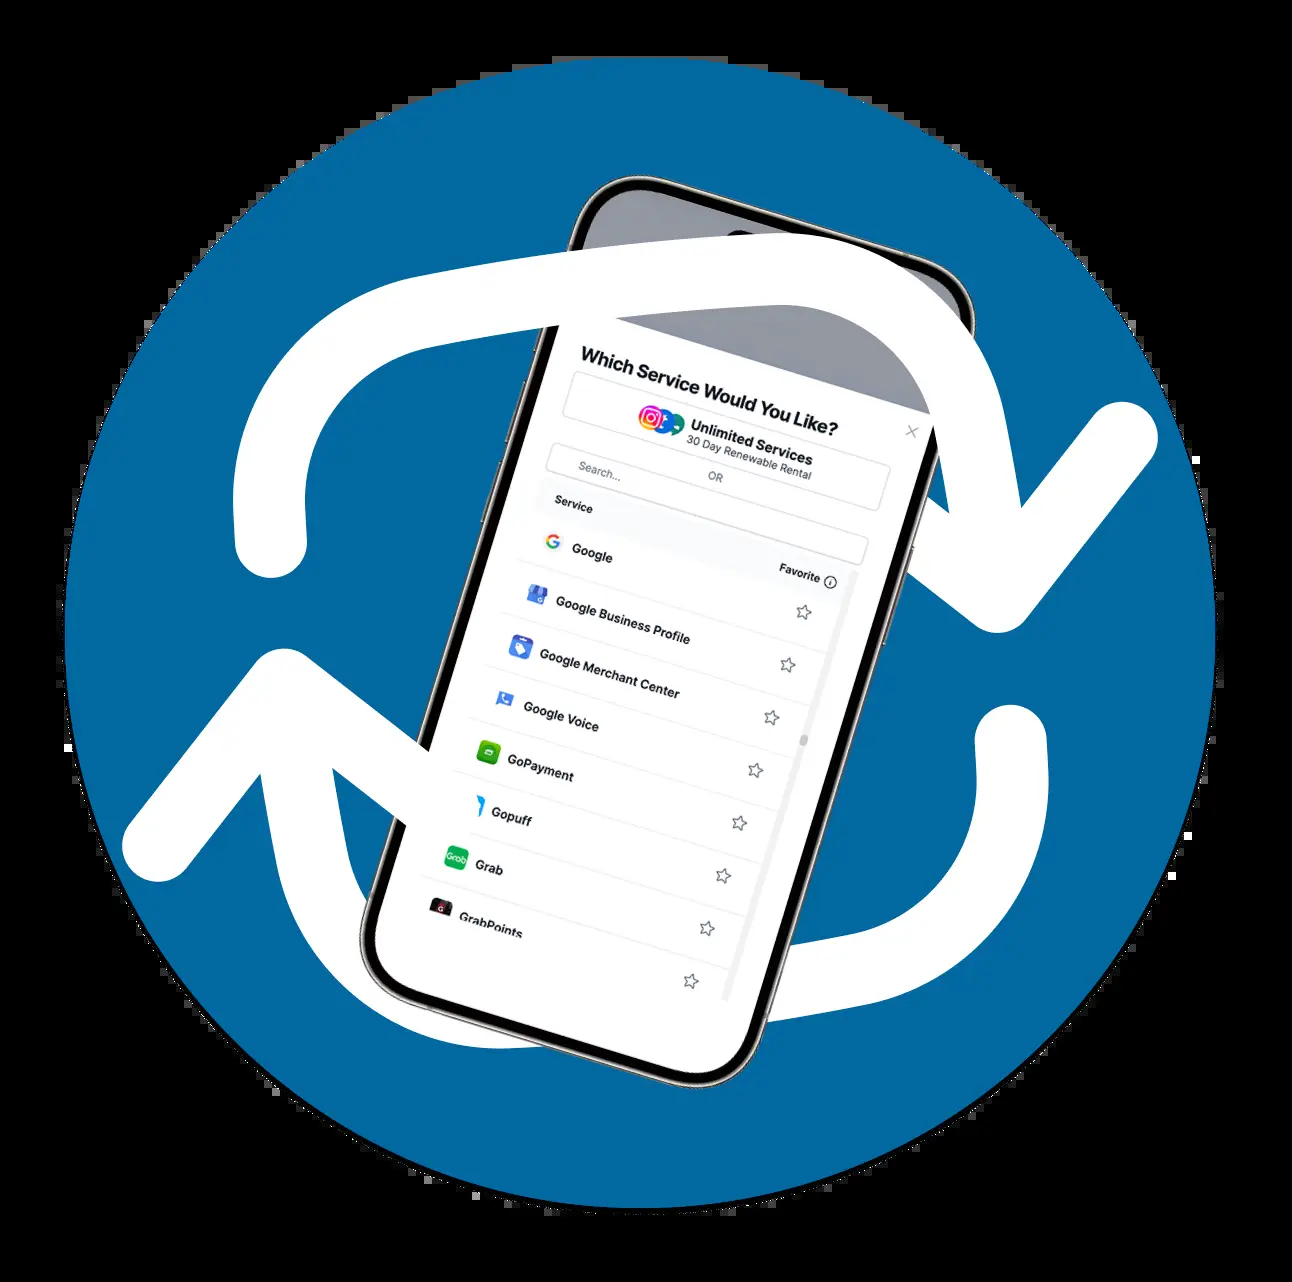 Which Service Would You Like?
Unlimited Services
30 Day Renewable Rental
OR
Search...
Service
Favorite
Google
Google Business Profile
Google Merchant Center
Google Voice
GoPayment
Gopuff
Grab
Grab
GrabPoints